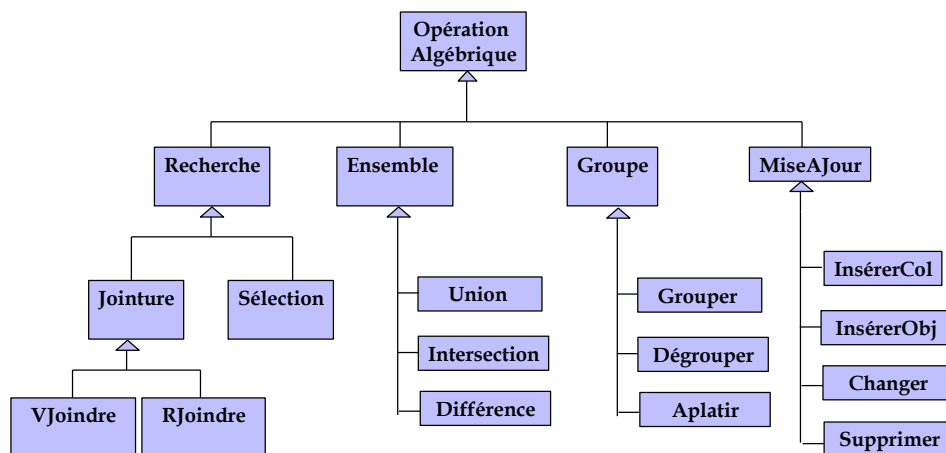 Opération
Algébrique
Recherche
Ensemble
Groupe
MiseAJour
Jointure
Sélection
VJoindre
RJoindre
Union
Intersection
Différence
Grouper
Dégrouper
Aplatir
InsérerCol
InsérerObj
Changer
Supprimer